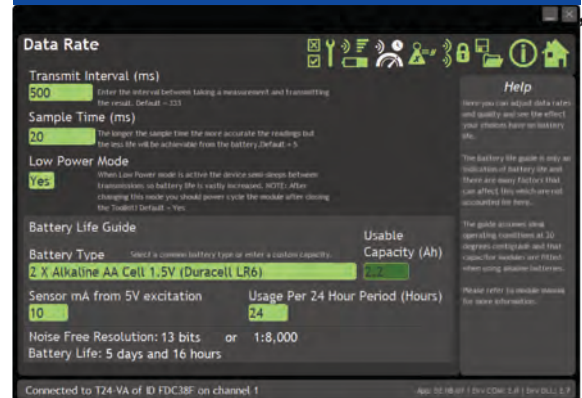 Data Rate
Transmit Interval (ms)
500
Enter the interval between taking a measurement and transmitting
the result. Default = 333
Sample Time (ms)
20
The longer the sample time the more accurate the readings but
the less life will be achievable from the battery.Default = 5
Low Power Mode
Yes
When Low Power mode is active the device semi-sleeps between
transmissions so battery life is vastly increased. NOTE: After
changing this mode you should power cycle the module after closing
the Toolkit! Default = Yes
Battery Life Guide
Battery Type
Select a common battery type or enter a custom capacity.
Usable
Capacity (Ah)
2 X Alkaline AA Cell 1.5V (Duracell LR6)
2.2
Sensor mA from 5V excitation
Usage Per 24 Hour Period (Hours)
10
24
Noise Free Resolution: 13 bits or 1:8,000
Battery Life: 5 days and 16 hours
Help
Here you can adjust data rates
and quality and see the effect
your choices have on battery
life.
The battery life guide is only an
indication of battery life and
there are many factors that
can affect this which are not
accounted for here.
The guide assumes ideal
operating conditions at 20
degrees centigrade and that
capacitor modules are fitted
when using alkaline batteries.
Please refer to module manual
for more information.
Connected to T24-VA of ID FDC38F on channel 1